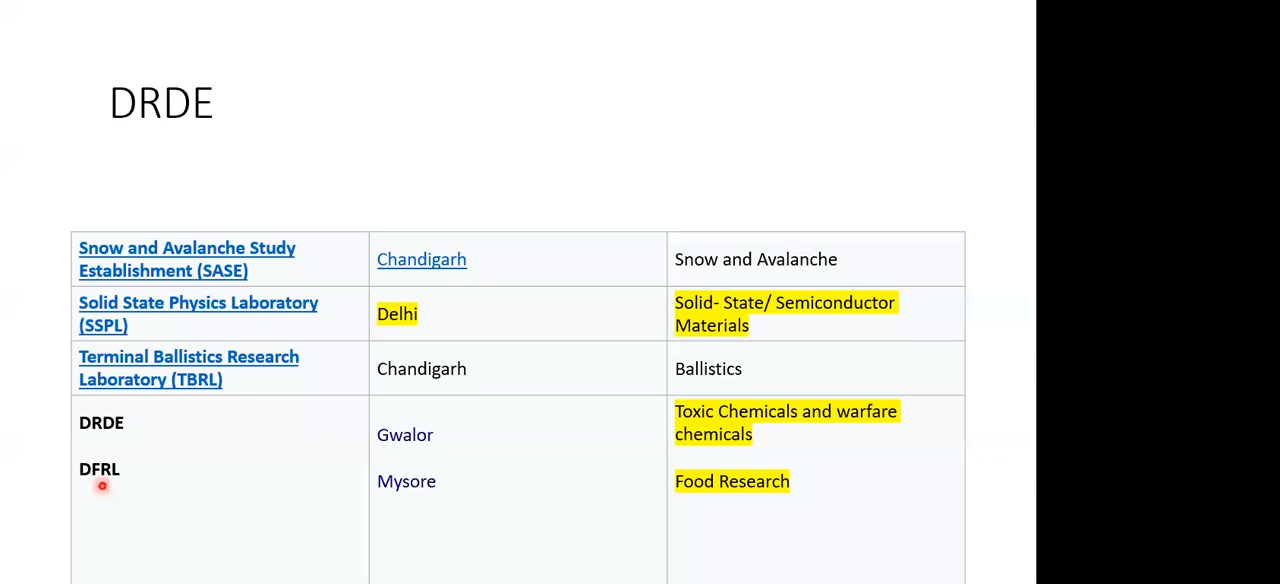 DRDE
Snow and Avalanche Study
Establishment (SASE)
Chandigarh
Snow and Avalanche
Solid State Physics Laboratory
(SSPL)
Delhi
Solid- State/ Semiconductor
Materials
Terminal Ballistics Research
Laboratory (TBRL)
Chandigarh
Ballistics
DRDE
Gwalor
Toxic Chemicals and warfare
chemicals
DFRL
Mysore
Food Research